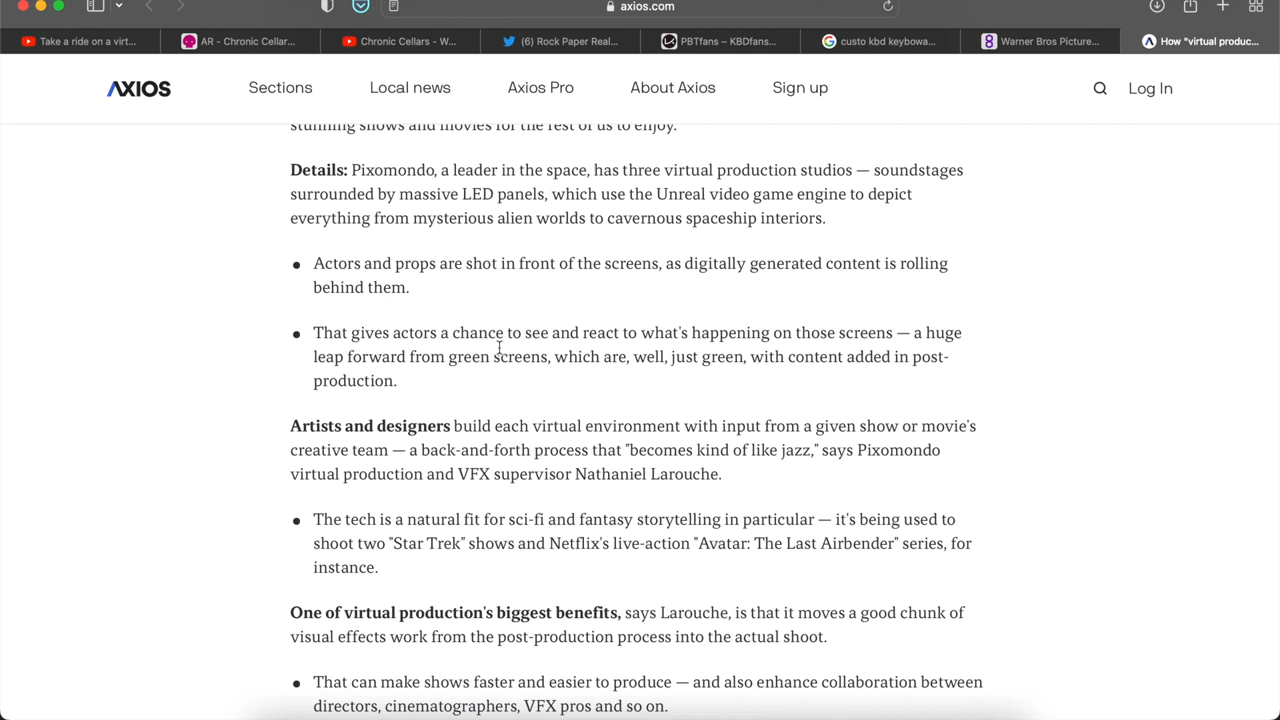 axios.com
Take a ride on a virt...
AR - Chronic Cellar...
Chronic Cellars - W...
(6) Rock Paper Real...
PBTfans – KBDfans...
custo kbd keybowa...
Warner Bros Picture...
How "virtual produc...
AXIOS
Sections
Local news
Axios Pro
About Axios
Sign up
Log In
stunning shows and movies for the rest of us to enjoy.
Details: Pixomondo, a leader in the space, has three virtual production studios — soundstages
surrounded by massive LED panels, which use the Unreal video game engine to depict
everything from mysterious alien worlds to cavernous spaceship interiors.
Actors and props are shot in front of the screens, as digitally generated content is rolling
behind them.
That gives actors a chance to see and react to what's happening on those screens — a huge
leap forward from green screens, which are, well, just green, with content added in post-
production.
Artists and designers build each virtual environment with input from a given show or movie's
creative team — a back-and-forth process that "becomes kind of like jazz," says Pixomondo
virtual production and VFX supervisor Nathaniel Larouche.
The tech is a natural fit for sci-fi and fantasy storytelling in particular — it's being used to
shoot two "Star Trek" shows and Netflix's live-action "Avatar: The Last Airbender" series, for
instance.
One of virtual production's biggest benefits, says Larouche, is that it moves a good chunk of
visual effects work from the post-production process into the actual shoot.
That can make shows faster and easier to produce — and also enhance collaboration between
directors, cinematographers, VFX pros and so on.